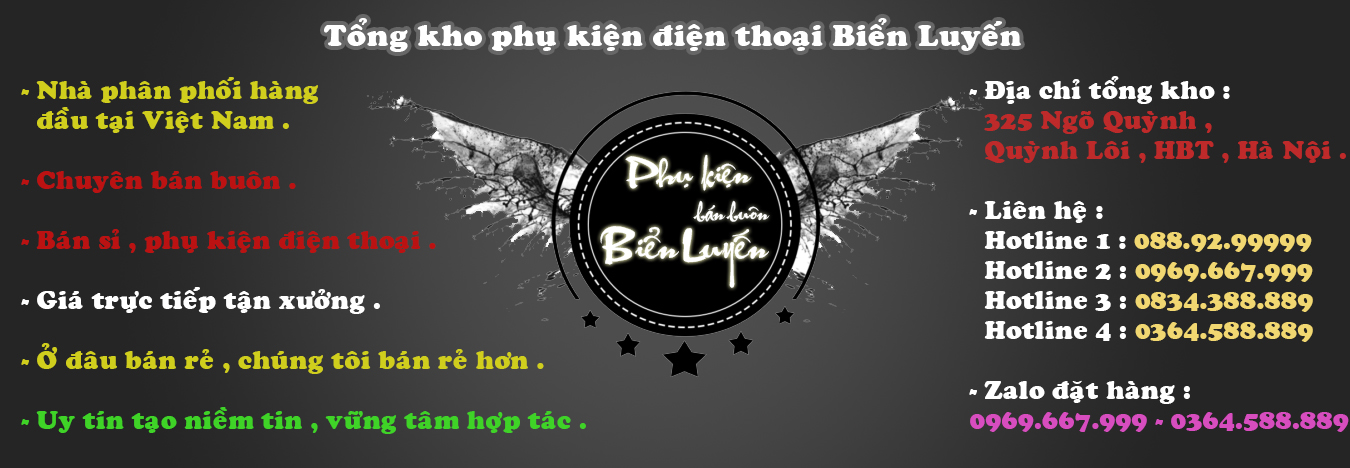 Tổng kho phụ kiện điện thoại Biển Luyến
- Nhà phân phối hàng
đầu tại Việt Nam .
- Chuyên bán buôn .
- Bán sỉ , phụ kiện điện thoại .
- Giá trực tiếp tận xưởng .
- Ở đâu bán rẻ , chúng tôi bán rẻ hơn .
- Uy tín tạo niềm tin , vững tâm hợp tác .
Phụ kiện
bán buôn
Biển Luyến
- Địa chỉ tổng kho :
325 Ngõ Quỳnh ,
Quỳnh Lôi , HBT , Hà Nội .
- Liên hệ :
Hotline 1 : 088.92.99999
Hotline 2 : 0969.667.999
Hotline 3 : 0834.388.889
Hotline 4 : 0364.588.889
- Zalo đặt hàng :
0969.667.999 - 0364.588.889